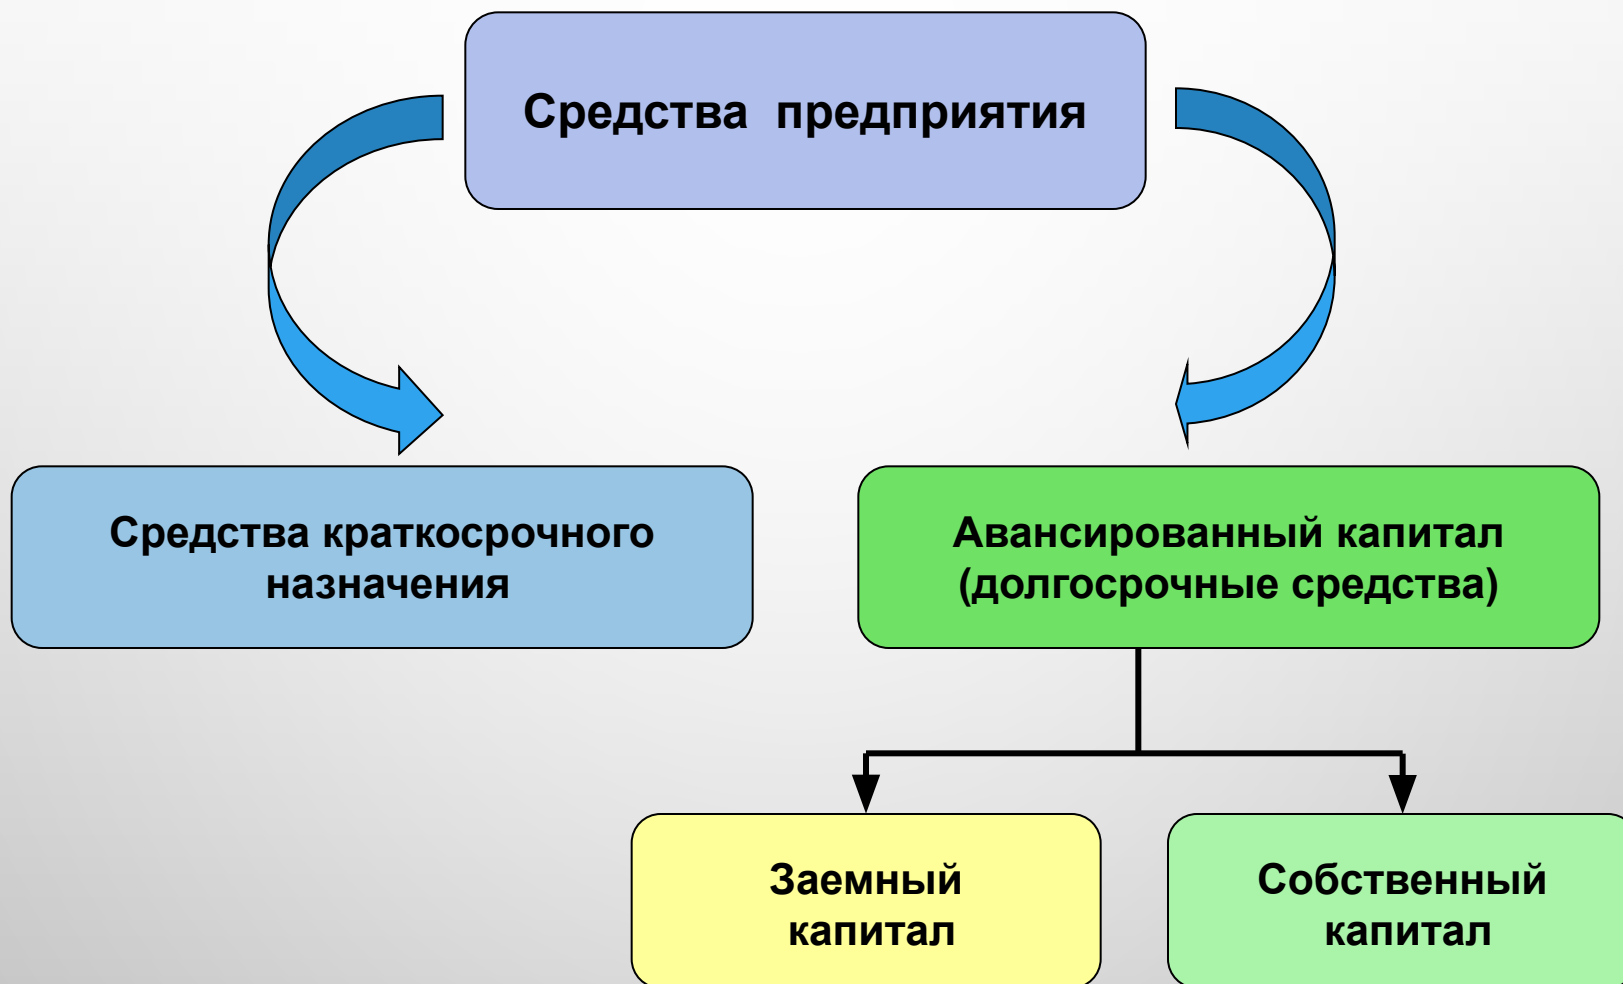 Средства предприятия
Средства краткосрочного
назначения
Авансированный капитал
(долгосрочные средства)
Заемный
капитал
Собственный
капитал